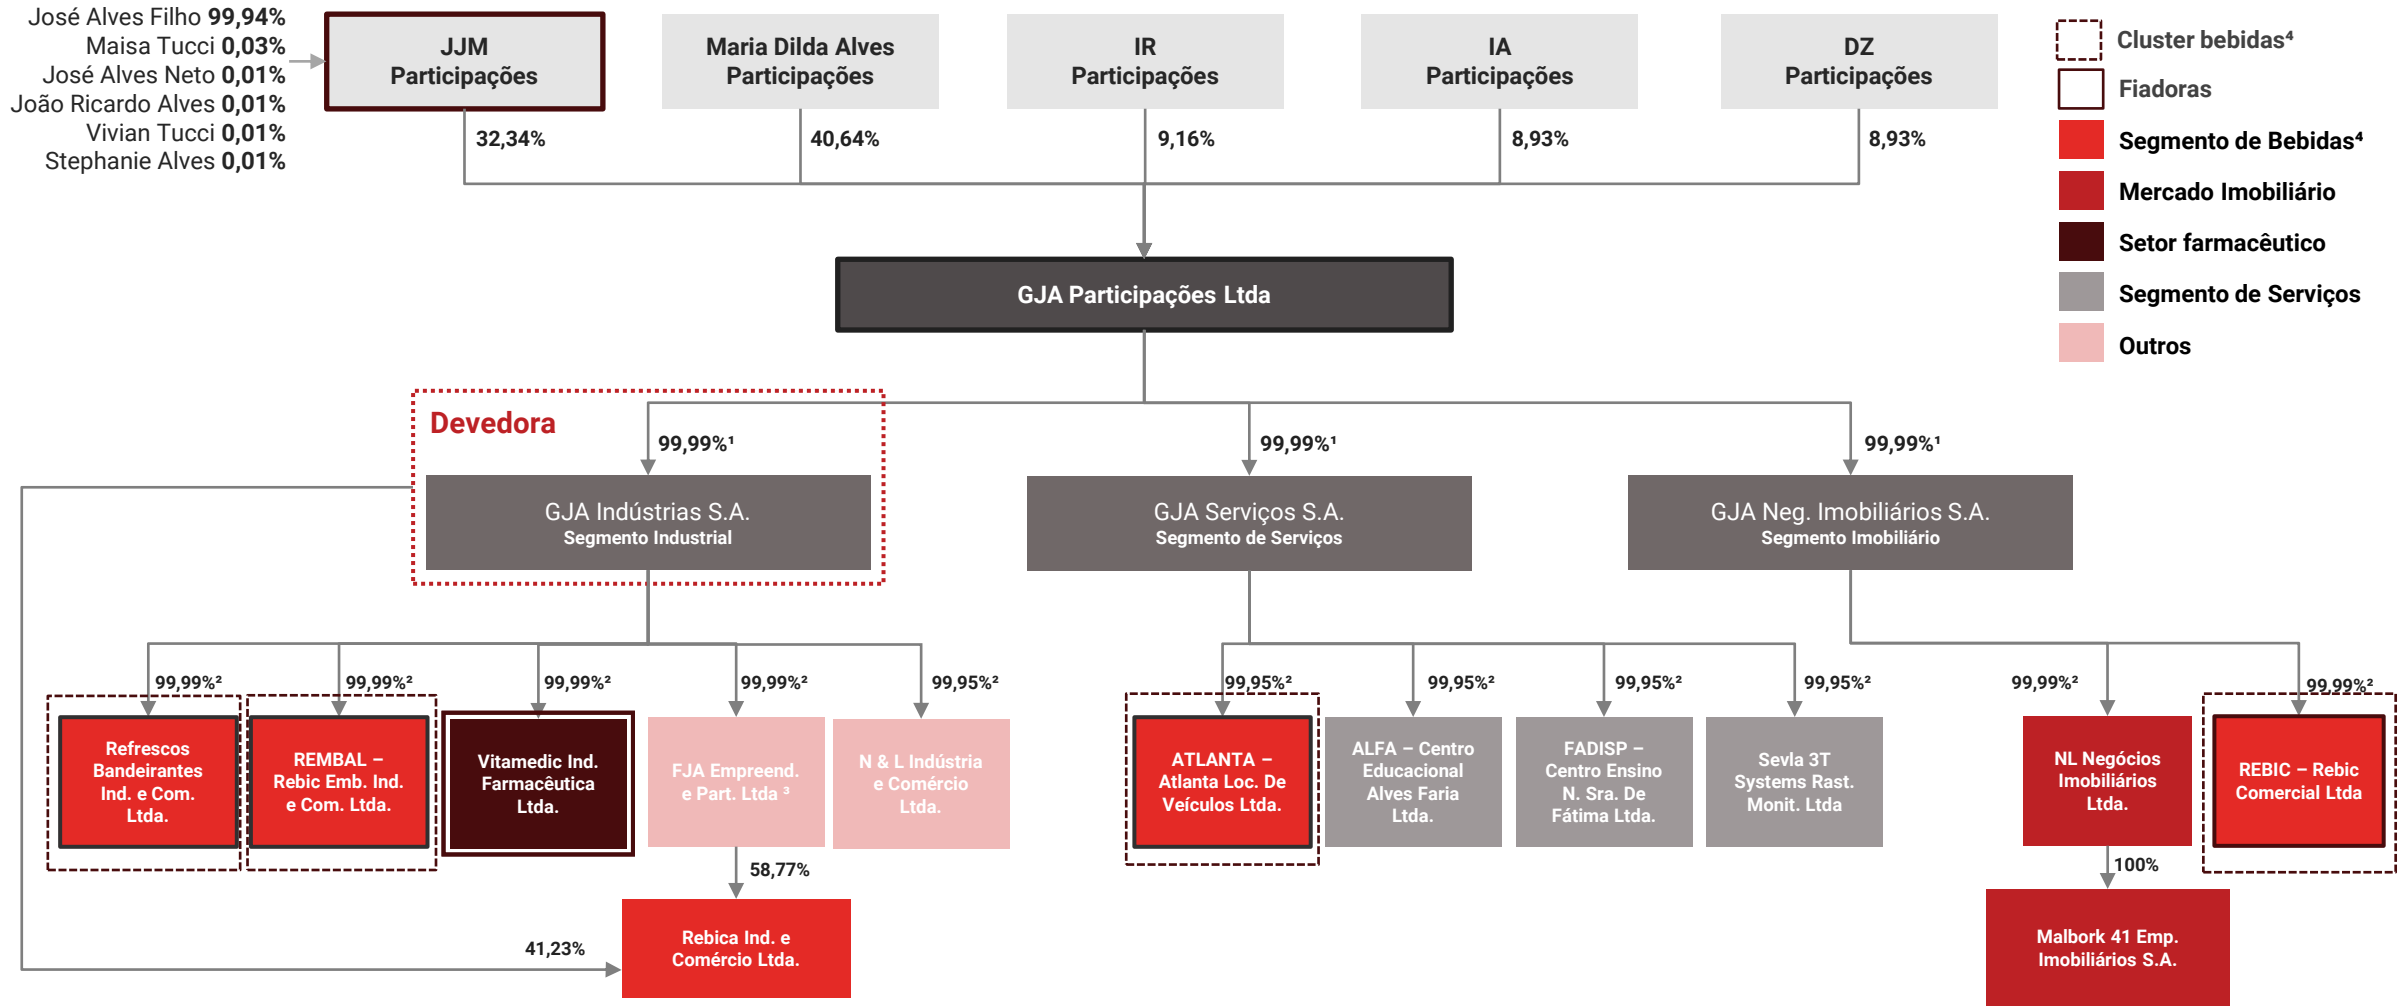 José Alves Filho 99,94%
Maisa Tucci 0,03%
José Alves Neto 0,01%
João Ricardo Alves 0,01%
Vivian Tucci 0,01%
Stephanie Alves 0,01%
JJM
Participações
Maria Dilda Alves
Participações
IR
Participações
IA
Participações
DZ
Participações
32,34%
40,64%
9,16%
8,93%
8,93%
Cluster bebidas⁴
Fiadoras
Segmento de Bebidas⁴
Mercado Imobiliário
Setor farmacêutico
Segmento de Serviços
Outros
GJA Participações Ltda
Devedora
99,99%¹
99,99%¹
99,99%¹
GJA Indústrias S.A.
Segmento Industrial
GJA Serviços S.A.
Segmento de Serviços
GJA Neg. Imobiliários S.A.
Segmento Imobiliário
99,99%²
99,99%²
99,99%²
99,99%²
99,95%²
99,95%²
99,95%²
99,95%²
99,95%²
99,99%²
99,99%²
Refrescos
Bandeirantes
Ind. e Com.
Ltda.
REMBAL –
Rebic Emb. Ind.
e Com. Ltda.
Vitamedic Ind.
Farmacêutica
Ltda.
FJA Empreend.
e Part. Ltda ³
N & L Indústria
e Comércio
Ltda.
ATLANTA –
Atlanta Loc. De
Veículos Ltda.
ALFA – Centro
Educacional
Alves Faria
Ltda.
FADISP –
Centro Ensino
N. Sra. De
Fátima Ltda.
Sevla 3T
Systems Rast.
Monit. Ltda
NL Negócios
Imobiliários
Ltda.
REBIC – Rebic
Comercial Ltda
58,77%
100%
41,23%
Rebica Ind. e
Comércio Ltda.
Malbork 41 Emp.
Imobiliários S.A.